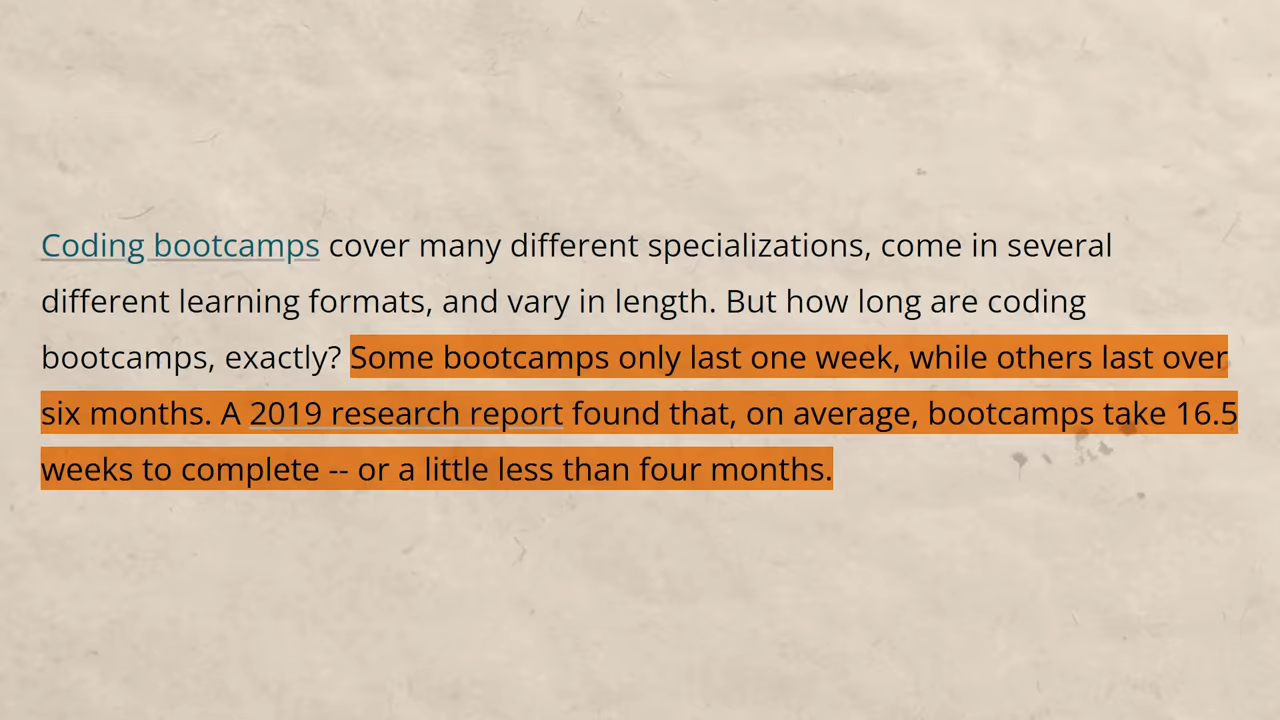 Coding bootcamps cover many different specializations, come in several
different learning formats, and vary in length. But how long are coding
bootcamps, exactly? Some bootcamps only last one week, while others last over
six months. A 2019 research report found that, on average, bootcamps take 16.5
weeks to complete -- or a little less than four months.